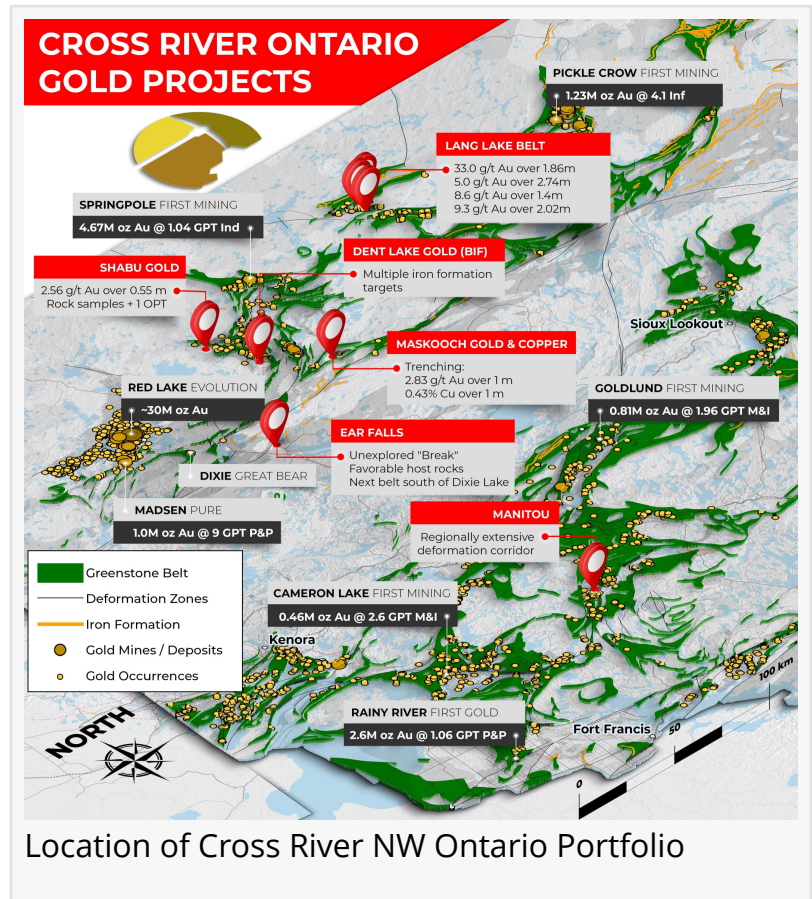 CROSS RIVER ONTARIO
GOLD PROJECTS
PICKLE CROW FIRST MINING
1.23M oz Au @ 4.1 Inf
LANG LAKE BELT
33.0 g/t Au over 1.86m
5.0 g/t Au over 2.74m
8.6 g/t Au over 1.4m
9.3 g/t Au over 2.02m
SPRINGPOLE FIRST MINING
4.67M oz Au @ 1.04 GPT Ind
DENT LAKE GOLD (BIF)
Multiple iron formation
targets
SHABU GOLD
2.56 g/t Au over 0.55 m
Rock samples + 1 OPT
Sioux Lookout
MASKOOCH GOLD & COPPER
Trenching:
2.83 g/t Au over 1 m
0.43% Cu over 1 m
RED LAKE EVOLUTION
~30M oz Au
GOLDLUND FIRST MINING
0.81M oz Au @ 1.96 GPT M&I
EAR FALLS
Unexplored "Break"
Favorable host rocks
Next belt south of Dixie Lake
DIXIE GREAT BEAR
MADSEN PURE
1.0M oz Au @ 9 GPT P&P
MANITOU
Regionally extensive
deformation corridor
Greenstone Belt
Deformation Zones
Iron Formation
Gold Mines / Deposits
Gold Occurrences
CAMERON LAKE FIRST MINING
0.46M oz Au @ 2.6 GPT M&I
Kenora
RAINY RIVER FIRST GOLD
2.6M oz Au @ 1.06 GPT P&P
Fort Francis
NORTH
0
50
100 km
Location of Cross River NW Ontario Portfolio